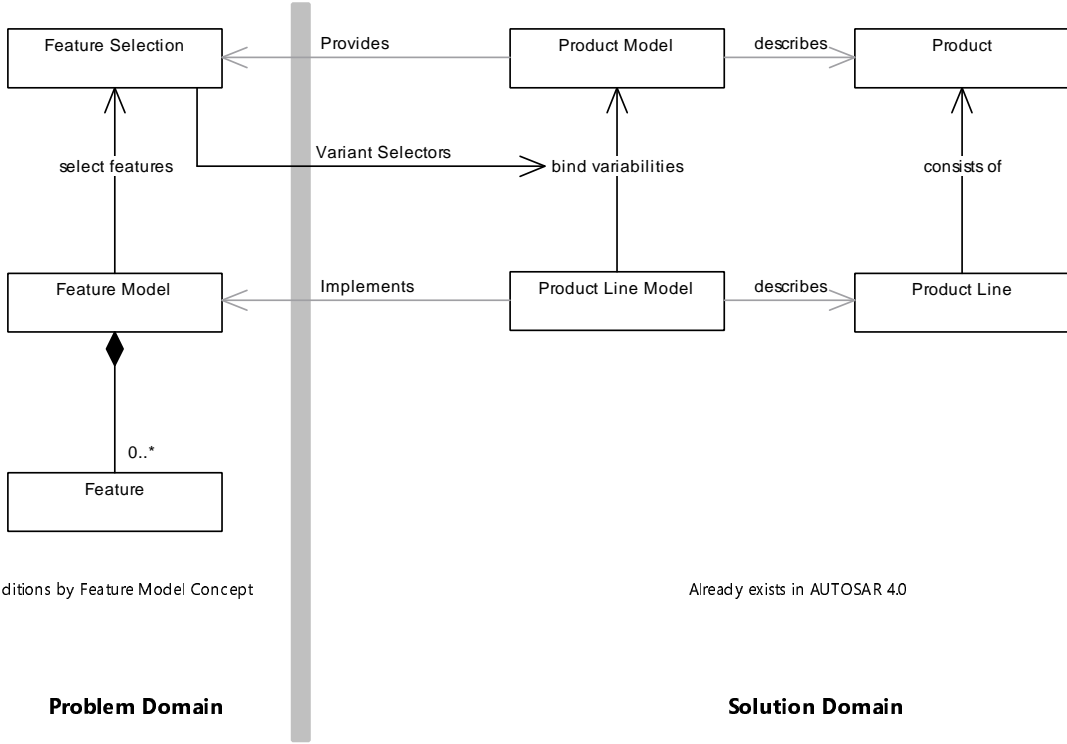 Feature Selection
Provides
Product Model
describes
Product
select features
Variant Selectors
bind variabilities
consists of
Feature Model
Implements
Product Line Model
describes
Product Line
0..*
Feature
ditions by Feature Model Concept
Already exists in AUTOSAR 4.0
Problem Domain
Solution Domain